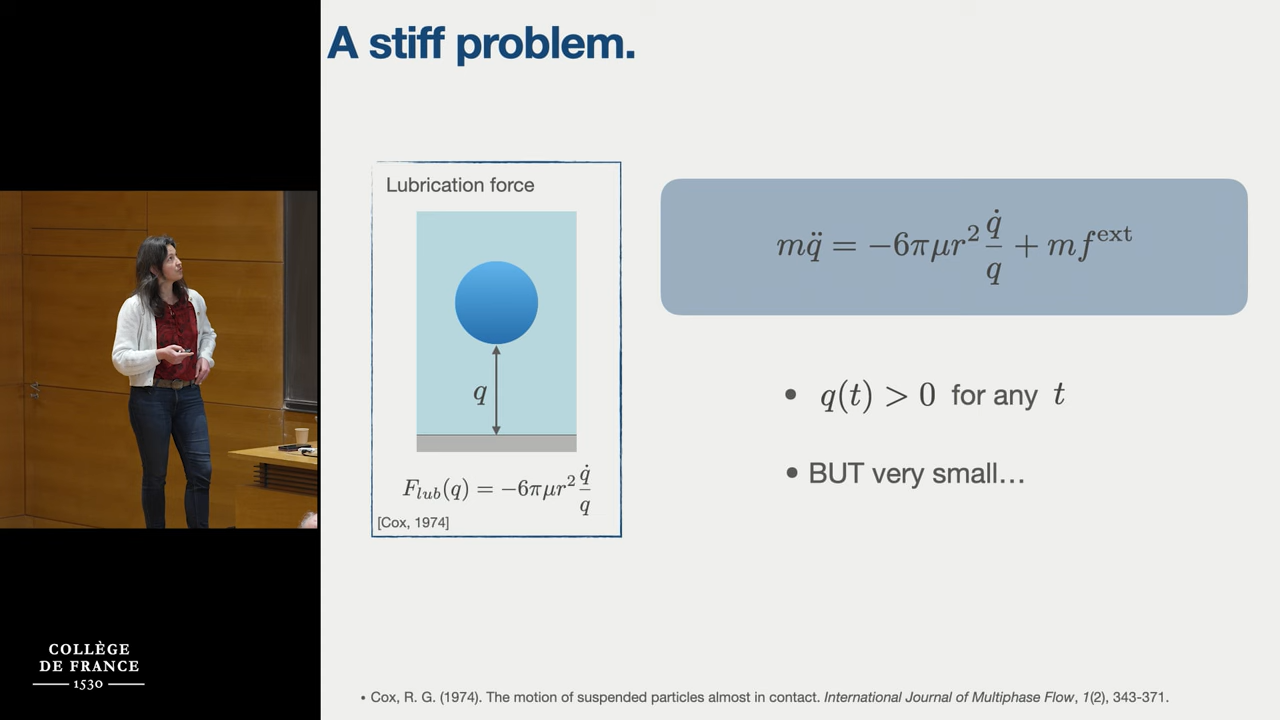 A stiff problem.
Lubrication force
q
F_{lub}(q) = −6πμr² q̇/q
[Cox, 1974]
mq̈ = −6πμr² q̇/q + mf^{ext}
• q(t) > 0 for any t
• BUT very small…
COLLÈGE
DE FRANCE
1530
• Cox, R. G. (1974). The motion of suspended particles almost in contact. International Journal of Multiphase Flow, 1(2), 343-371.